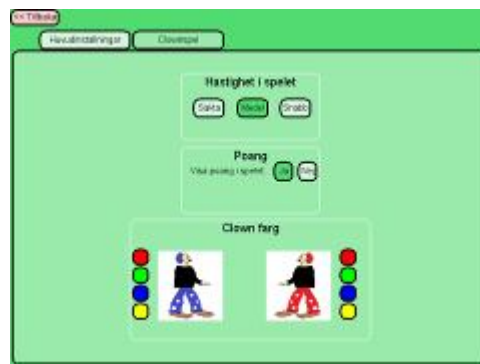 << Tillbaka
Huvudinställningar Clownspel
Hastighet i spelet
Sakta Medel Snabb
Poang
Visa poang i spelet Ja Nej
Clown farg